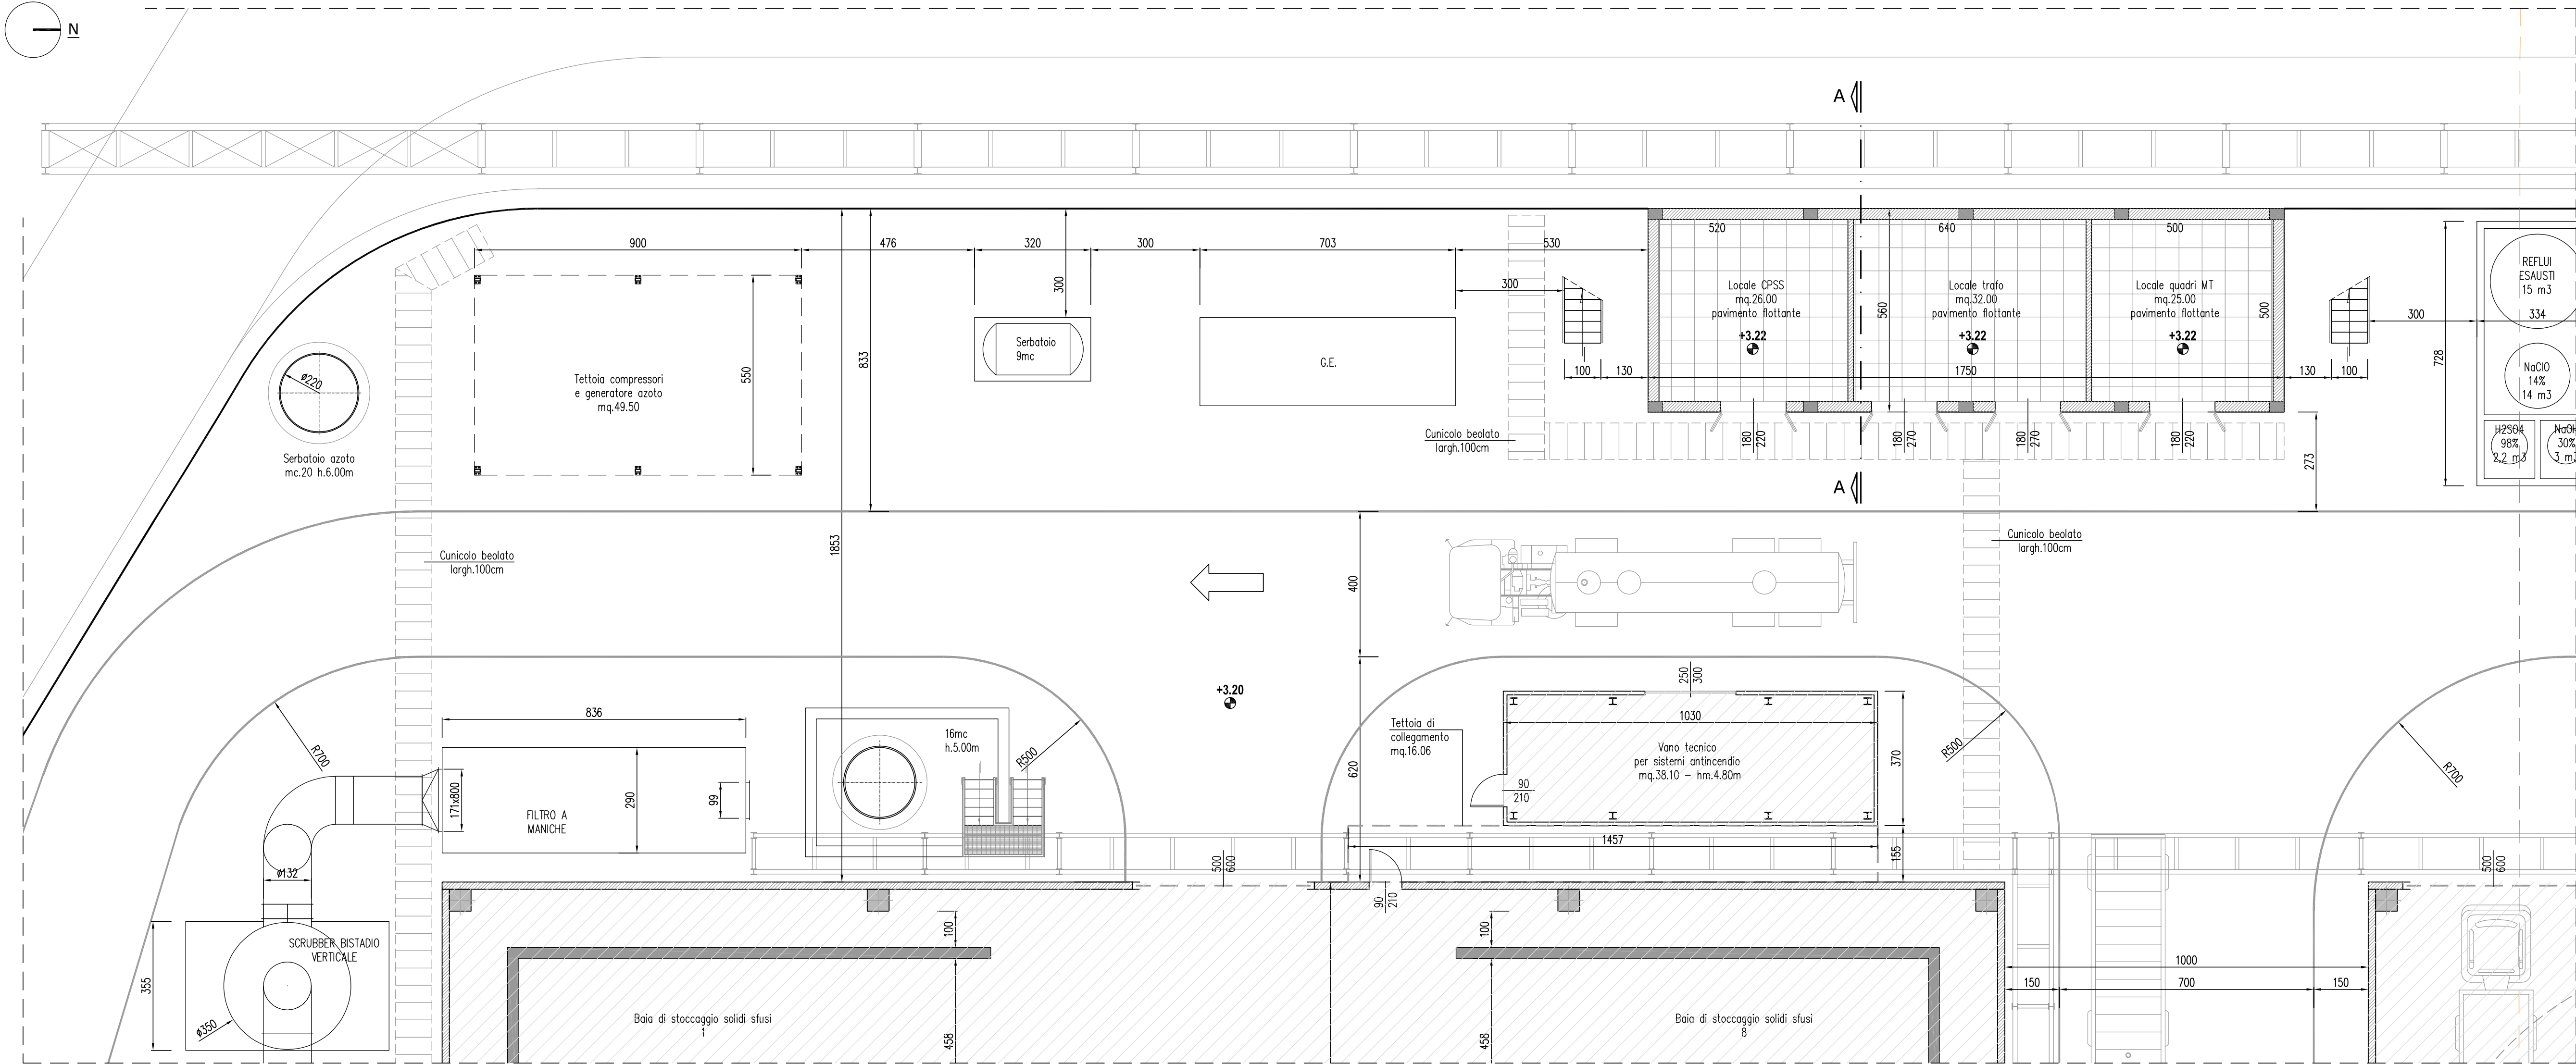 N
A
900
476
320
300
703
530
520
640
500
300
300
833
550
560
500
Locale CPSS
mq.26.00
pavimento flottante
+3.22
Locale trafo
mq.32.00
pavimento flottante
+3.22
Locale quadri MT
mq.25.00
pavimento flottante
+3.22
REFLUI
ESAUSTI
15 m3
300
334
728
NaClO
14%
14 m3
H2SO4
98%
2,2 m3
30%
ø220
Serbatoio azoto
mc.20 h.6.00m
Tettoia compressori
e generatore azoto
mq.49.50
Serbatoio
9mc
G.E.
100
130
1750
130
100
Cunicolo beolato
largh.100cm
180
220
180
270
180
270
180
220
273
A
1853
Cunicolo beolato
largh.100cm
Cunicolo beolato
largh.100cm
400
+3.20
836
R700
171x800
290
99
FILTRO A
MANICHE
16mc
h.5.00m
R500
620
Tettoia di
collegamento
mq.16.06
250
300
1030
Vano tecnico
per sistemi antincendio
mq.38.10 - hm.4.80m
90
210
370
R500
R700
1457
155
500
600
500
600
90
210
ø132
SCRUBBER BISTADIO
VERTICALE
355
ø350
100
100
1000
150
700
150
Baia di stoccaggio solidi sfusi
1
458
Baia di stoccaggio solidi sfusi
8
458